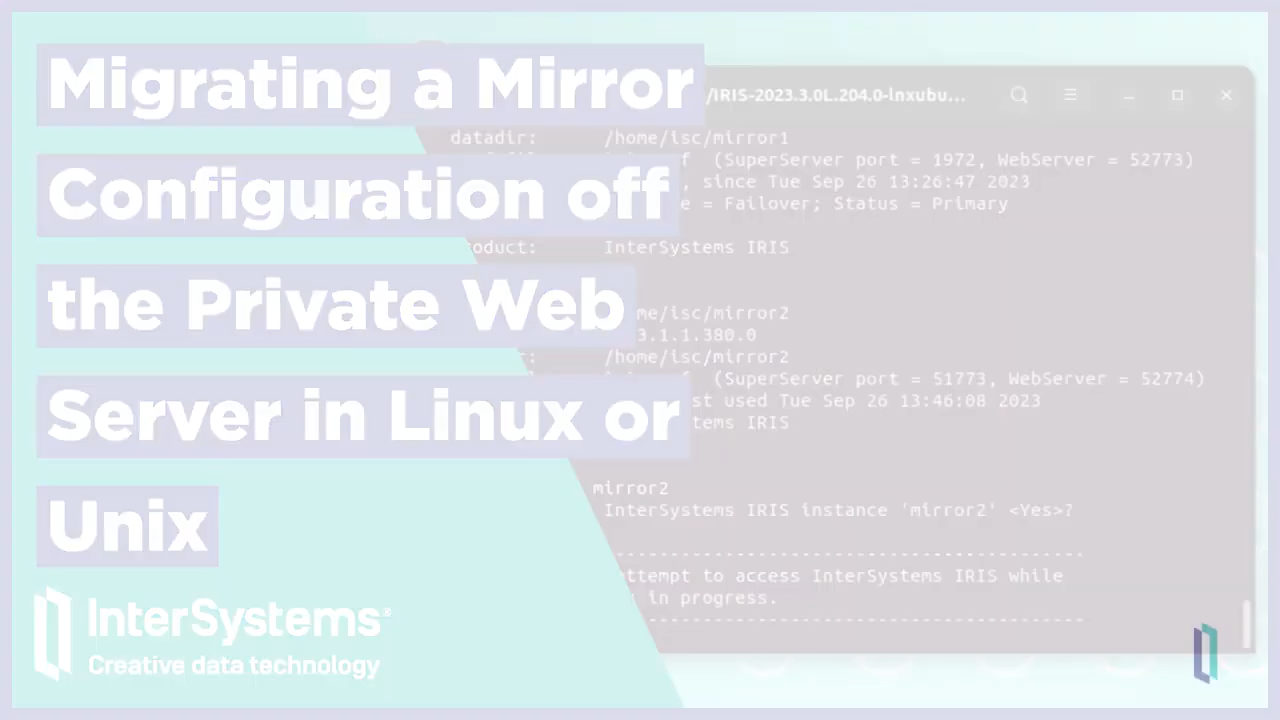 Migrating a Mirror
Configuration off
the Private Web
Server in Linux or
Unix
InterSystems®
Creative data technology
/IRIS-2023.3.0L.204.0-lnxubu...
datadir: /home/isc/mirror1
(SuperServer port = 1972, WebServer = 52773)
, since Tue Sep 26 13:26:47 2023
e = Failover; Status = Primary
oduct: InterSystems IRIS
me/isc/mirror2
3.1.1.380.0
: /home/isc/mirror2
f (SuperServer port = 51773, WebServer = 52774)
st used Tue Sep 26 13:46:08 2023
tems IRIS
mirror2
InterSystems IRIS instance 'mirror2' <Yes>?
ttempt to access InterSystems IRIS while
in progress.